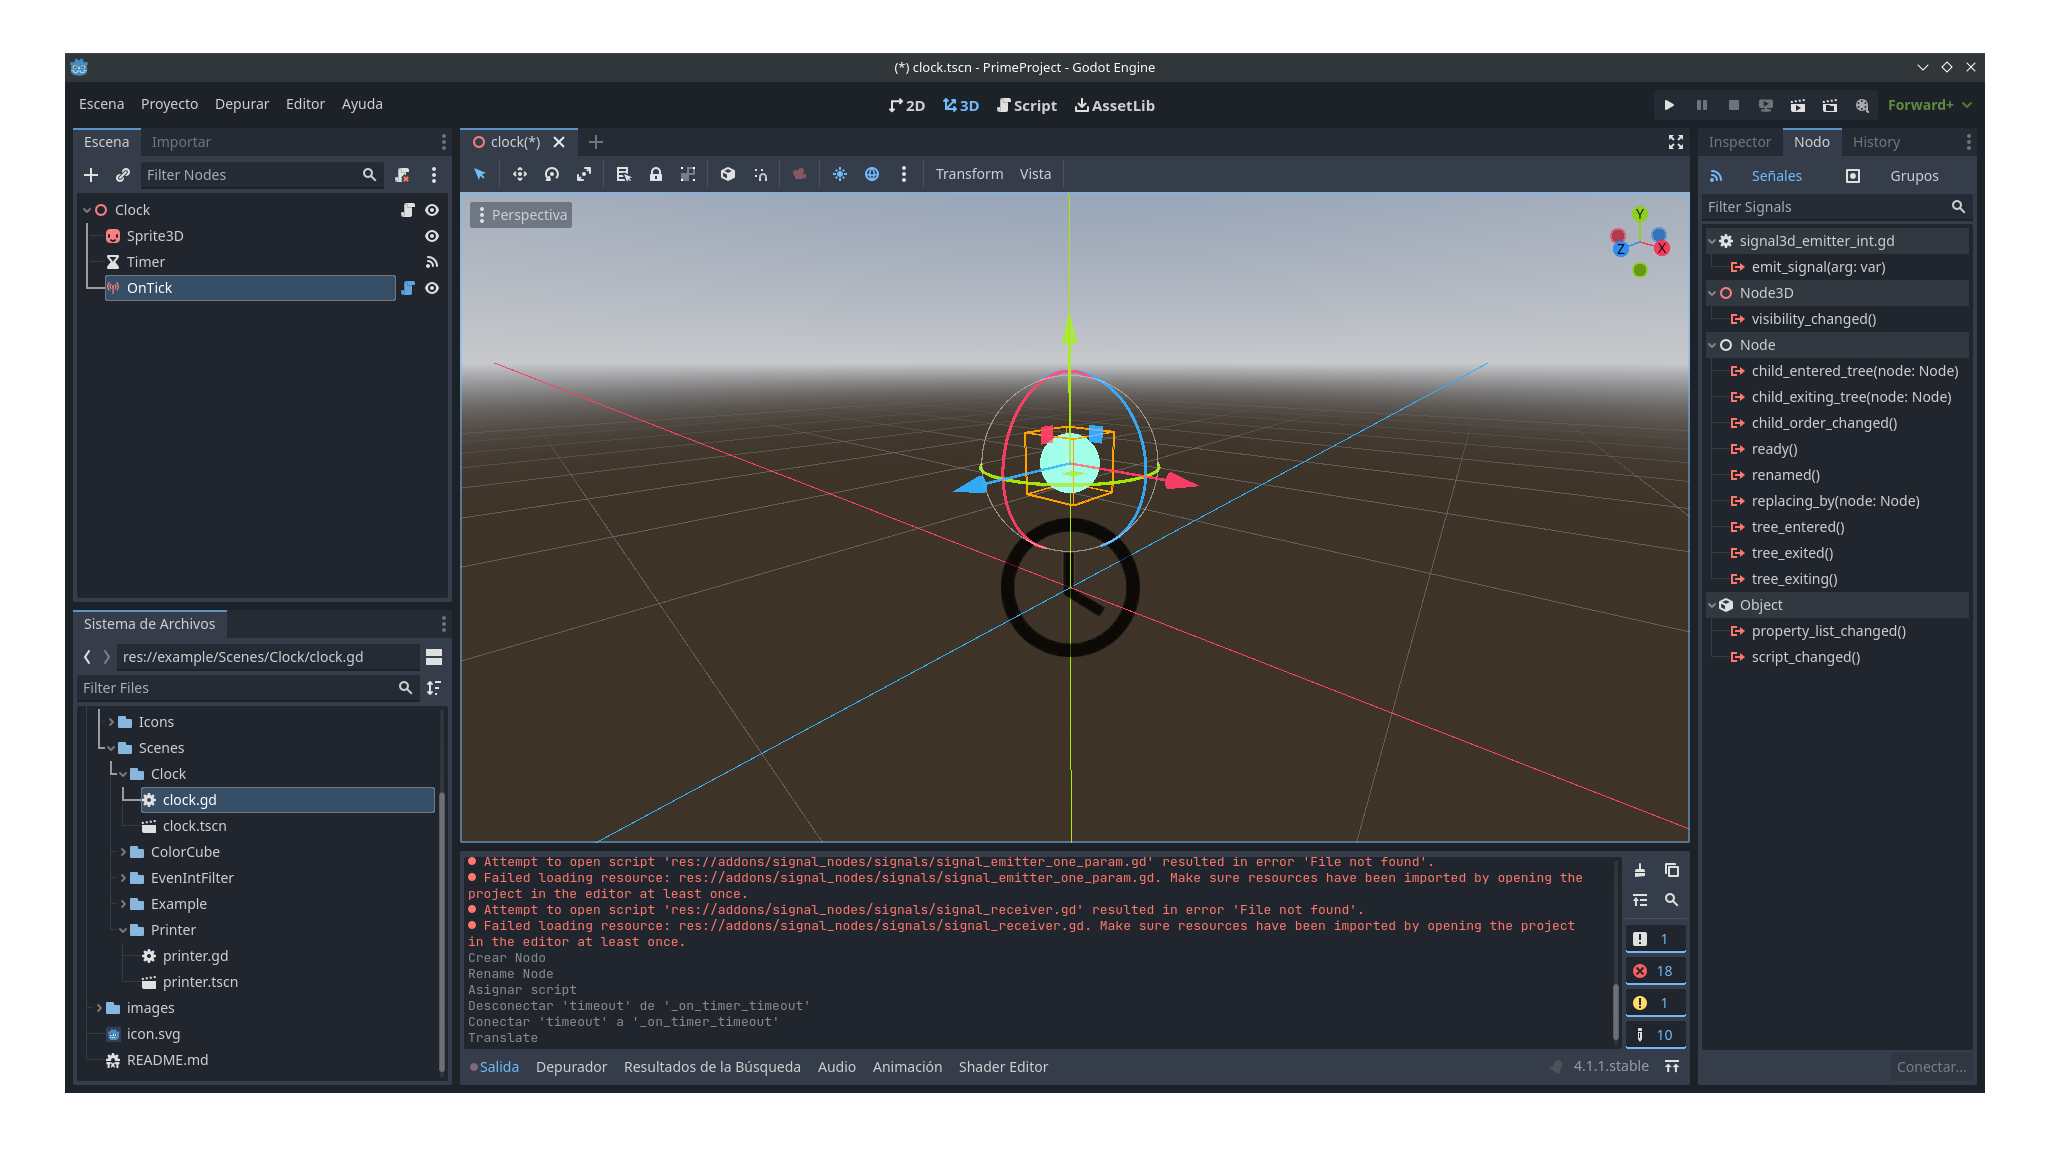 (*) clock.tscn - PrimeProject - Godot Engine
Escena Proyecto Depurar Editor Ayuda
2D 3D Script AssetLib
Forward+
Escena Importar
Filter Nodes
Clock
Sprite3D
Timer
OnTick
Sistema de Archivos
res://example/Scenes/Clock/clock.gd
Filter Files
Icons
Scenes
Clock
clock.gd
clock.tscn
ColorCube
EvenIntFilter
Example
Printer
printer.gd
printer.tscn
images
icon.svg
README.md
clock(*)
Transform Vista
Perspectiva
Y
Z
X
Attempt to open script 'res://addons/signal_nodes/signals/signal_emitter_one_param.gd' resulted in error 'File not found'.
Failed loading resource: res://addons/signal_nodes/signals/signal_emitter_one_param.gd. Make sure resources have been imported by opening the
project in the editor at least once.
Attempt to open script 'res://addons/signal_nodes/signals/signal_receiver.gd' resulted in error 'File not found'.
Failed loading resource: res://addons/signal_nodes/signals/signal_receiver.gd. Make sure resources have been imported by opening the project
in the editor at least once.
Crear Nodo
Rename Node
Asignar script
Desconectar 'timeout' de '_on_timer_timeout'
Conectar 'timeout' a '_on_timer_timeout'
Translate
1
18
1
10
Salida Depurador Resultados de la Búsqueda Audio Animación Shader Editor
4.1.1.stable
Inspector Nodo History
Señales Grupos
Filter Signals
signal3d_emitter_int.gd
emit_signal(arg: var)
Node3D
visibility_changed()
Node
child_entered_tree(node: Node)
child_exiting_tree(node: Node)
child_order_changed()
ready()
renamed()
replacing_by(node: Node)
tree_entered()
tree_exited()
tree_exiting()
Object
property_list_changed()
script_changed()
Conectar...